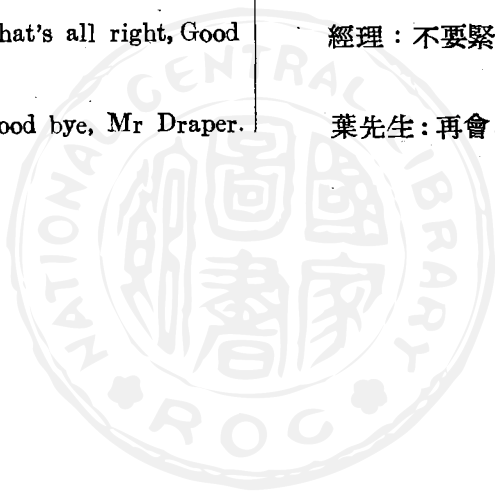 hat's all right, Good
ood bye, Mr Draper.
經理：不要緊
葉先生：再會
NATIONAL CENTRAL LIBRARY
ROC
國家圖書館